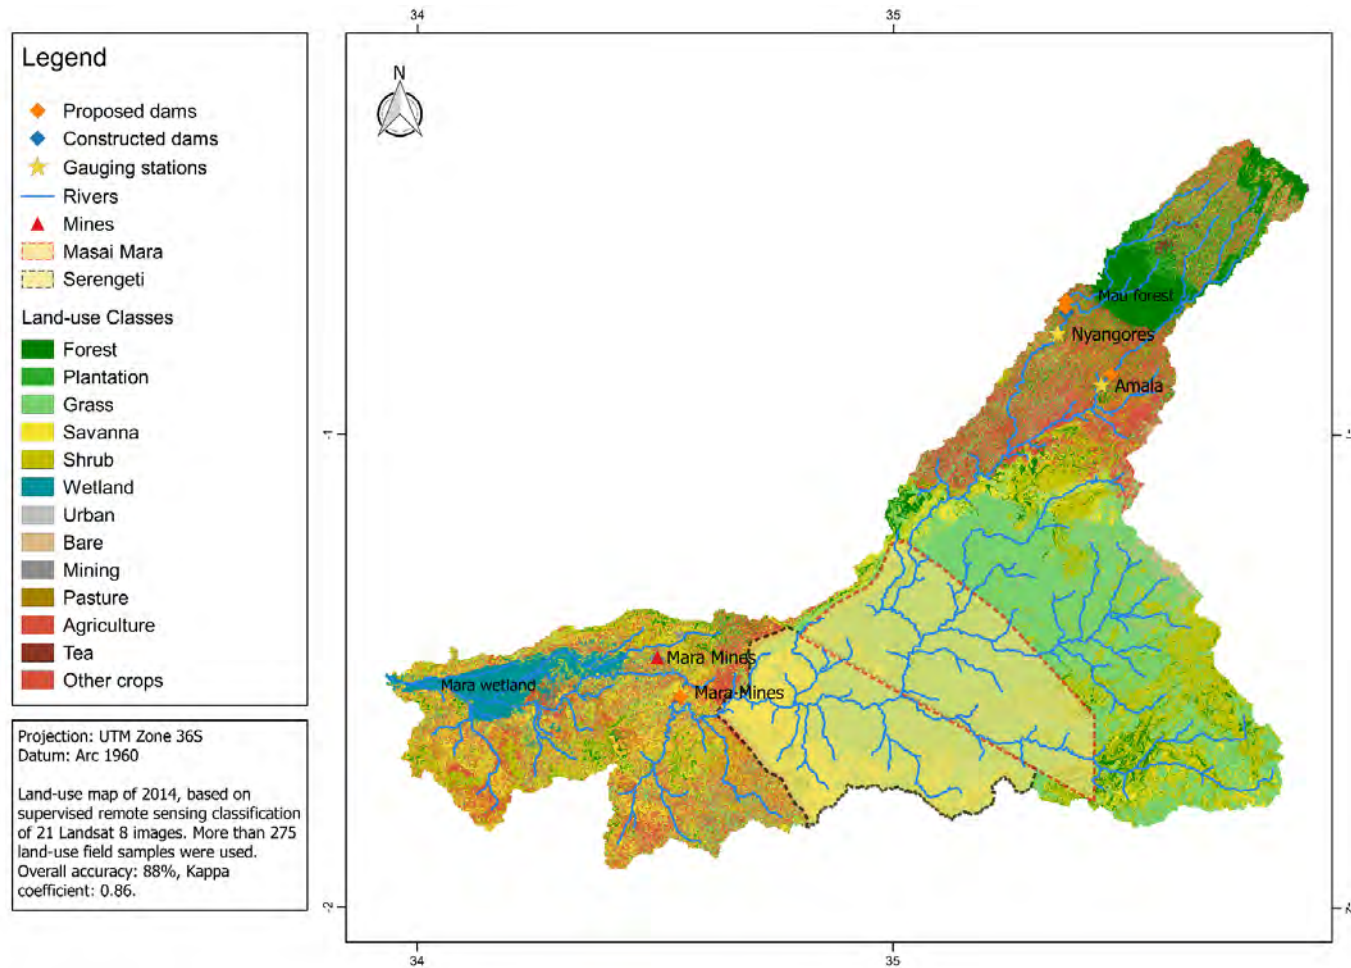 34
35
Legend
Proposed dams
Constructed dams
Gauging stations
Rivers
Mines
Masai Mara
Serengeti
Land-use Classes
Forest
Plantation
Grass
Savanna
Shrub
Wetland
Urban
Bare
Mining
Pasture
Agriculture
Tea
Other crops
Projection: UTM Zone 36S
Datum: Arc 1960
Land-use map of 2014, based on
supervised remote sensing classification
of 21 Landsat 8 images. More than 275
land-use field samples were used.
Overall accuracy: 88%, Kappa
coefficient: 0.86.
N
Mau forest
Nyangores
Amala
-1
Mara Mines
Mara wetland
Mara Mines
-2
34
35